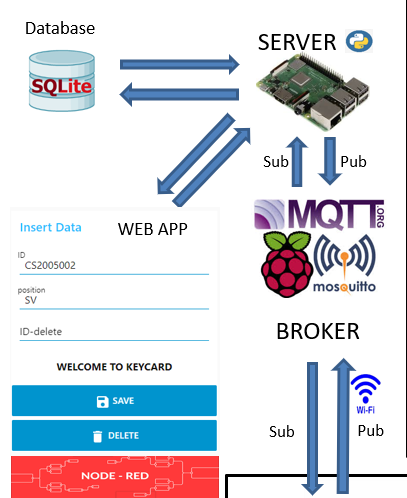 Database
SERVER
SQLite
Sub
Pub
MQTT.ORG
mosquitto
BROKER
Wi-Fi
Sub
Pub
WEB APP
Insert Data
ID
CS2005002
position
SV
ID-delete
WELCOME TO KEYCARD
SAVE
DELETE
NODE - RED